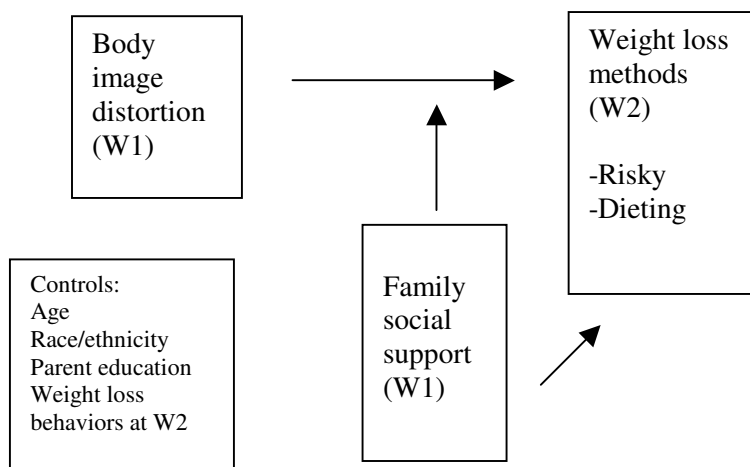 Body
image
distortion
(W1)
Weight loss
methods
(W2)
-Risky
-Dieting
Controls:
Age
Race/ethnicity
Parent education
Weight loss
behaviors at W2
Family
social
support
(W1)